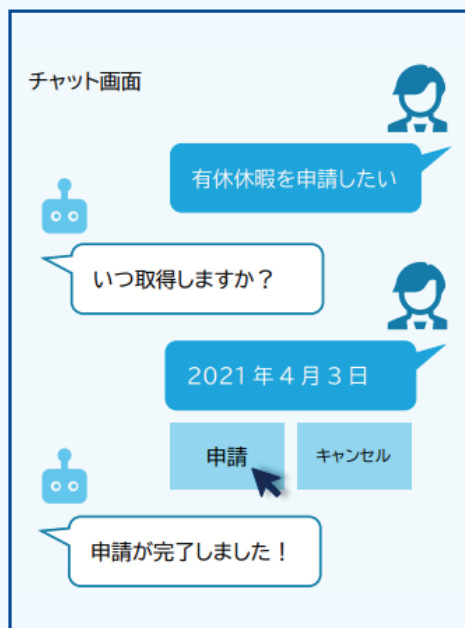 チャット画面
有休休暇を申請したい
いつ取得しますか？
2021年4月3日
申請
キャンセル
申請が完了しました！